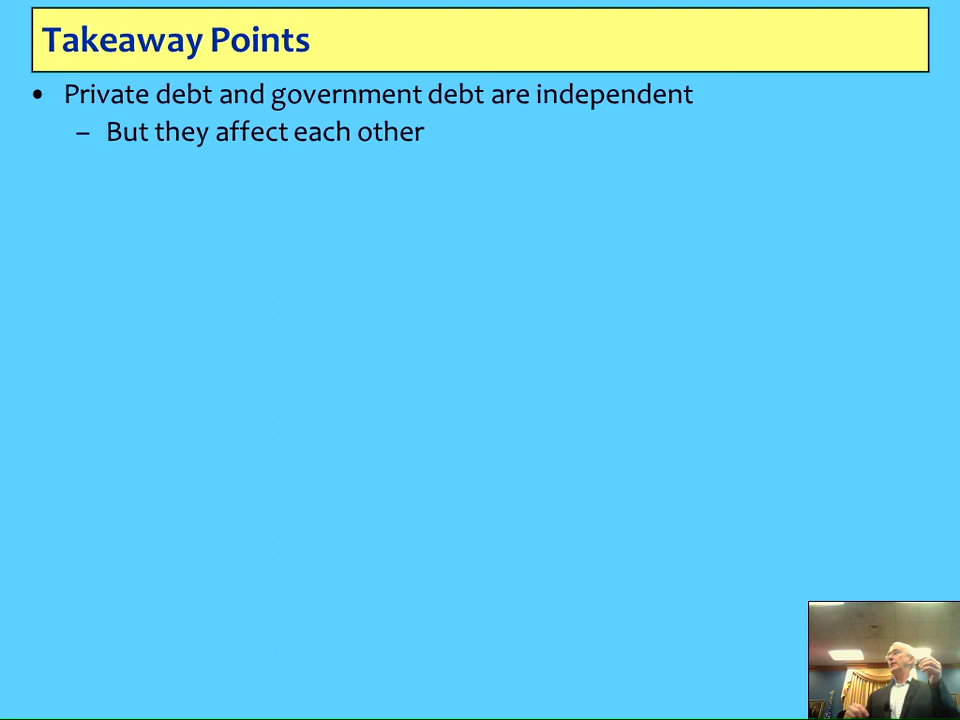 Takeaway Points
• Private debt and government debt are independent
– But they affect each other